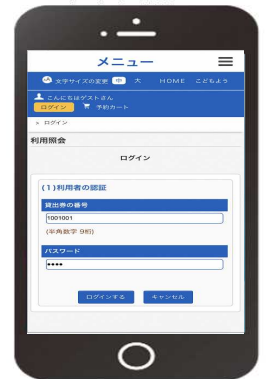 メニュー
文字サイズの変更 中 大 HOME こどもよう
こんにちはゲストさん
ログイン 予約カート
> ログイン
利用照会
ログイン
(1)利用者の認証
貸出券の番号
1001001
(半角数字 9桁)
パスワード
••••
ログインする キャンセル